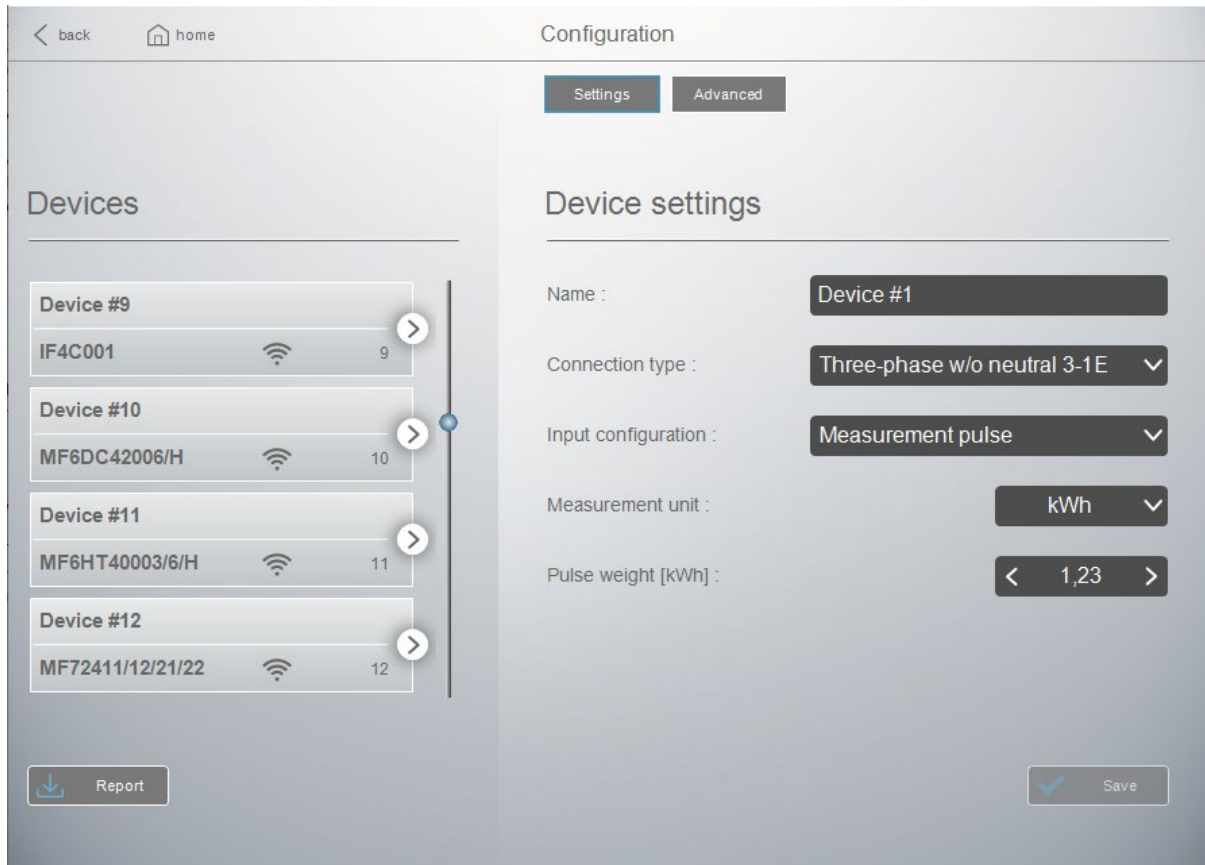 back
home
Configuration
Settings
Advanced
Devices
Device #9
IF4C001
9
Device #10
MF6DC42006/H
10
Device #11
MF6HT40003/6/H
11
Device #12
MF72411/12/21/22
12
Report
Device settings
Name :
Device #1
Connection type :
Three-phase w/o neutral 3-1E
Input configuration :
Measurement pulse
Measurement unit :
kWh
Pulse weight [kWh] :
1,23
Save